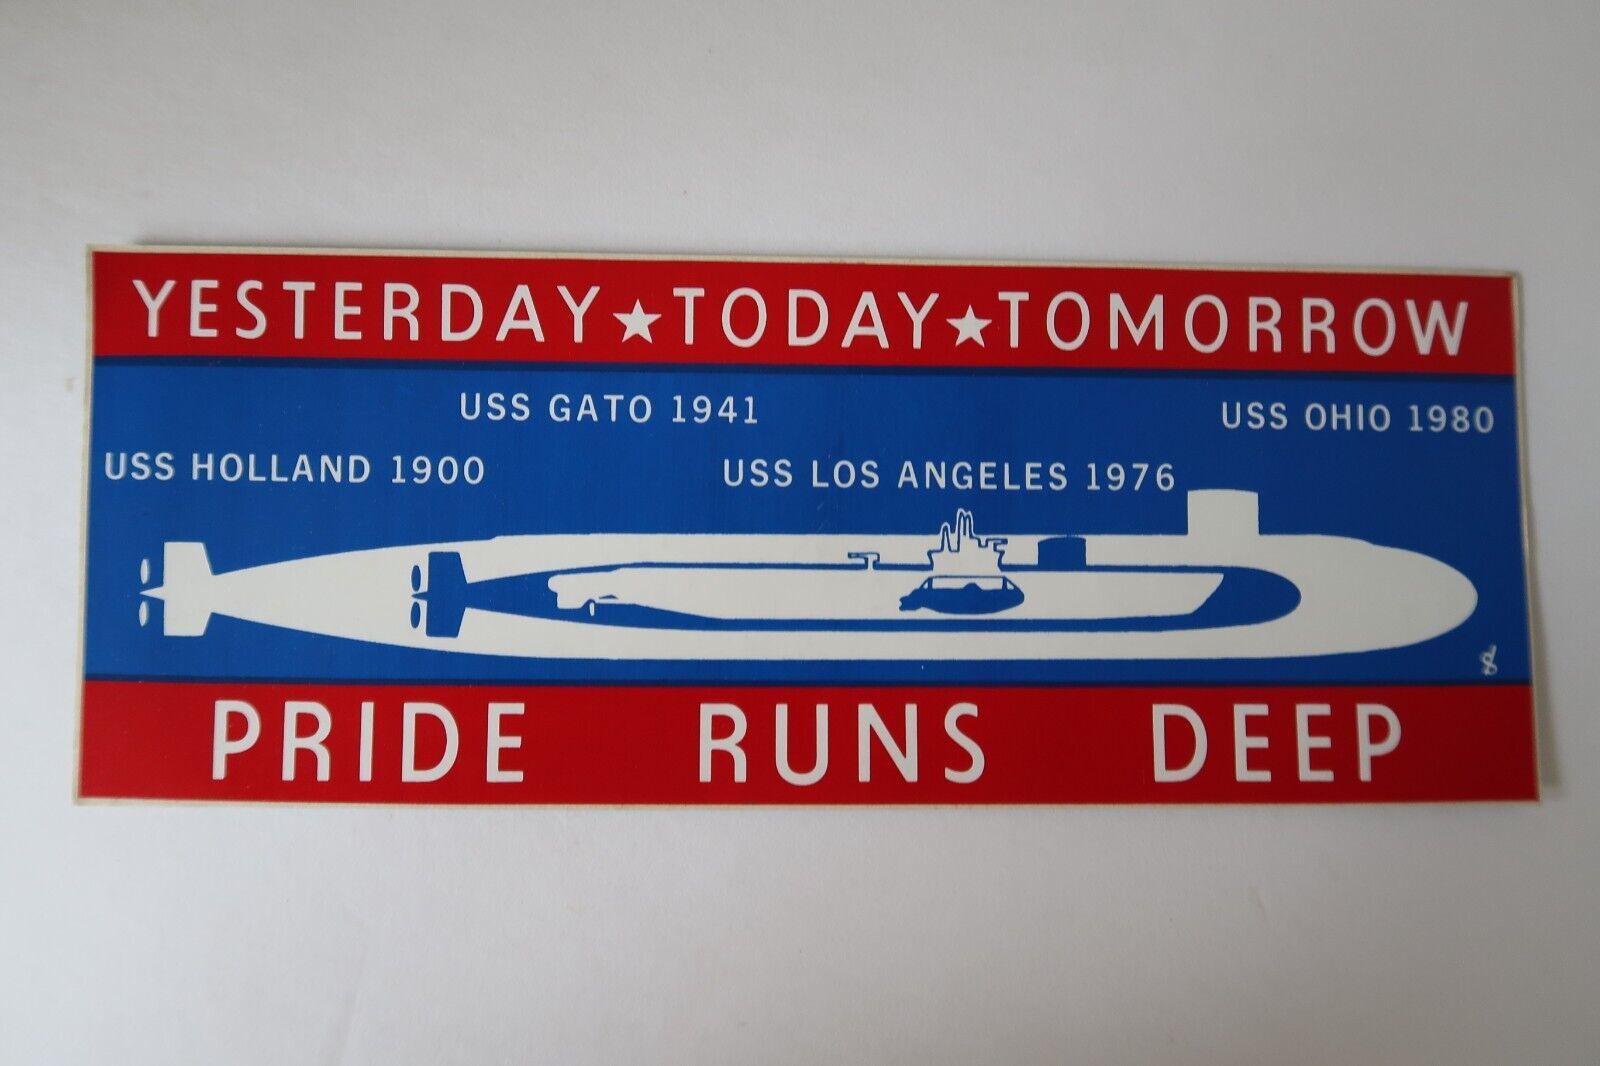 YESTERDAY★TODAY★TOMORROW
USS GATO 1941
USS OHIO 1980
USS HOLLAND 1900
USS LOS ANGELES 1976
PRIDE RUNS DEEP